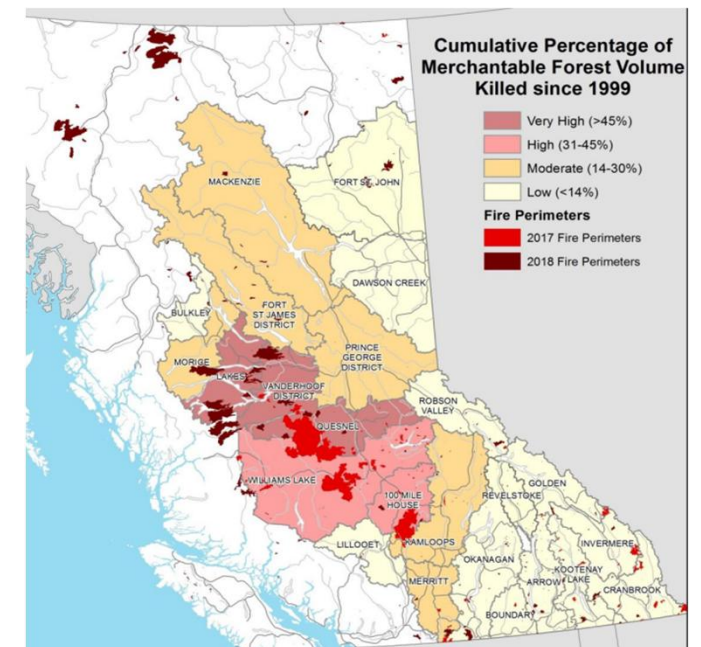 Cumulative Percentage of
Merchantable Forest Volume
Killed since 1999
Very High (>45%)
High (31-45%)
Moderate (14-30%)
Low (<14%)
Fire Perimeters
2017 Fire Perimeters
2018 Fire Perimeters
MACKENZIE
FORT ST. JOHN
DAWSON CREEK
BULKLEY
FORT
ST JAMES
DISTRICT
PRINCE
GEORGE
DISTRICT
MORICE
LAKES
VANDERHOOF
DISTRICT
ROBSON
VALLEY
QUESNEL
WILLIAMS LAKE
100 MILE
HOUSE
GOLDEN
REVELSTOKE
LILLOOET
KAMLOOPS
INVERMERE
OKANAGAN
MERRITT
ARROW
KOOTENAY
LAKE
CRANBROOK
BOUNDARY